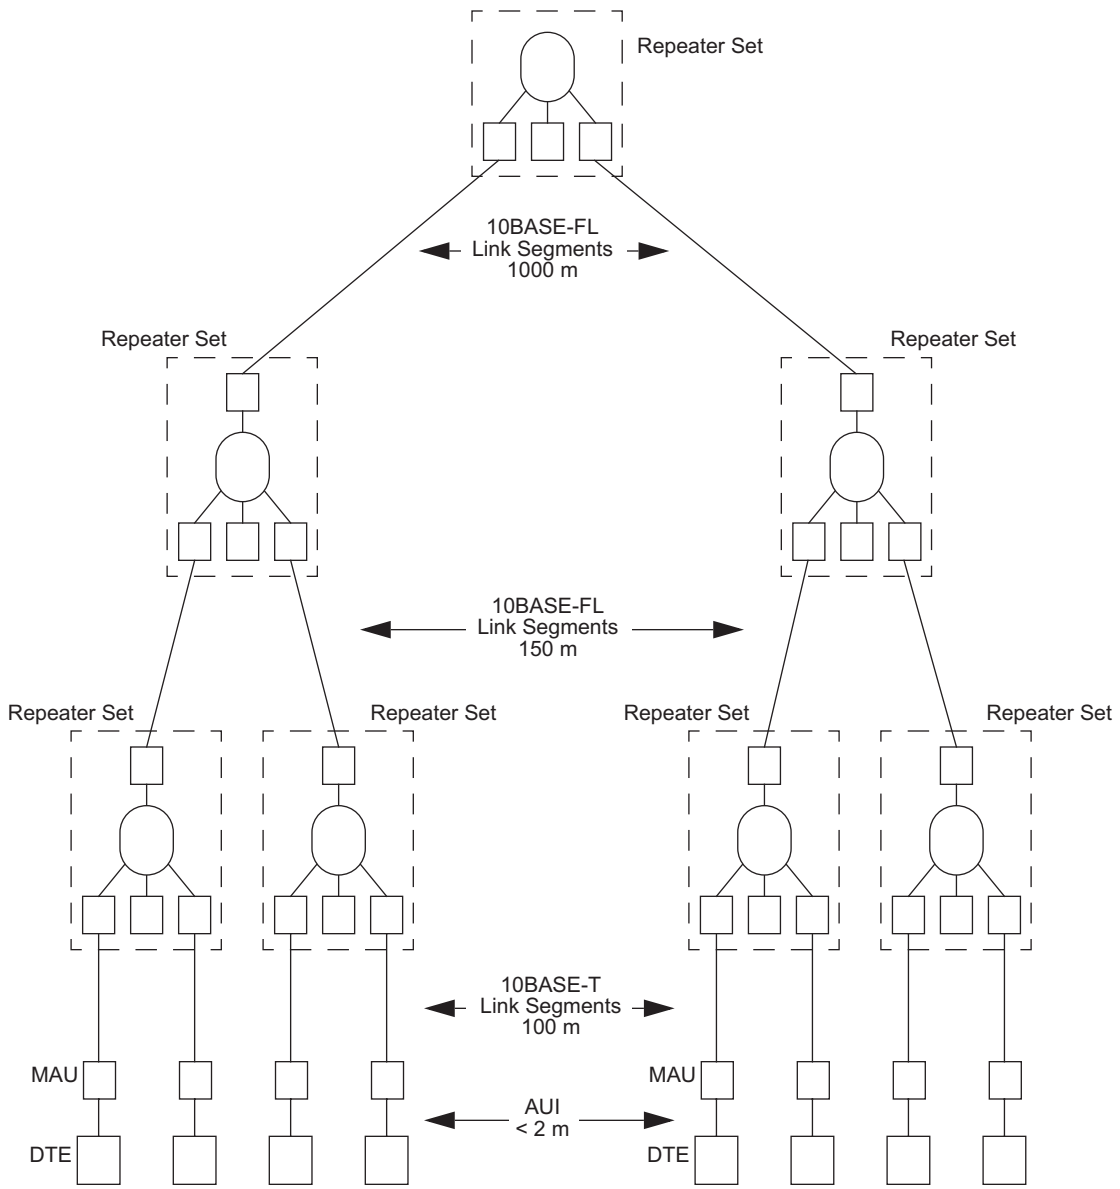 Repeater Set
10BASE-FL
Link Segments
1000 m
Repeater Set
Repeater Set
10BASE-FL
Link Segments
150 m
Repeater Set
Repeater Set
Repeater Set
Repeater Set
10BASE-T
Link Segments
100 m
MAU
MAU
AUI
< 2 m
DTE
DTE